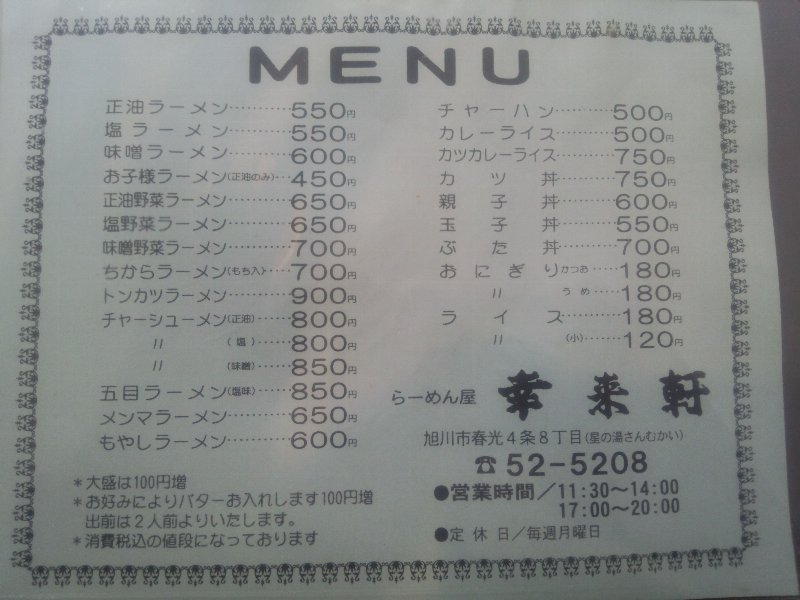 MENU
正油ラーメン………550円
塩ラーメン………550円
味噌ラーメン………600円
お子様ラーメン(正油のみ)…450円
正油野菜ラーメン………650円
塩野菜ラーメン………650円
味噌野菜ラーメン………700円
ちからラーメン(もち入)……700円
トンカツラーメン………900円
チャーシューメン(正油)……800円
〃 (塩)……800円
〃 (味噌)……850円
五目ラーメン(塩味)……850円
メンマラーメン………650円
もやしラーメン………600円
＊大盛は100円増
＊お好みによりバターお入れします100円増
出前は2人前よりいたします。
＊消費税込の値段になっております
チャーハン………500円
カレーライス………500円
カツカレーライス………750円
カツ丼………750円
親子丼………600円
玉子丼………550円
ぶた丼………700円
おにぎりかつお……180円
〃 うめ……180円
ライス………180円
〃 (小)……120円
らーめん屋 幸来軒
旭川市春光4条8丁目(星の湯さんむかい)
☎52-5208
●営業時間／11:30～14:00
17:00～20:00
●定休日／毎週月曜日